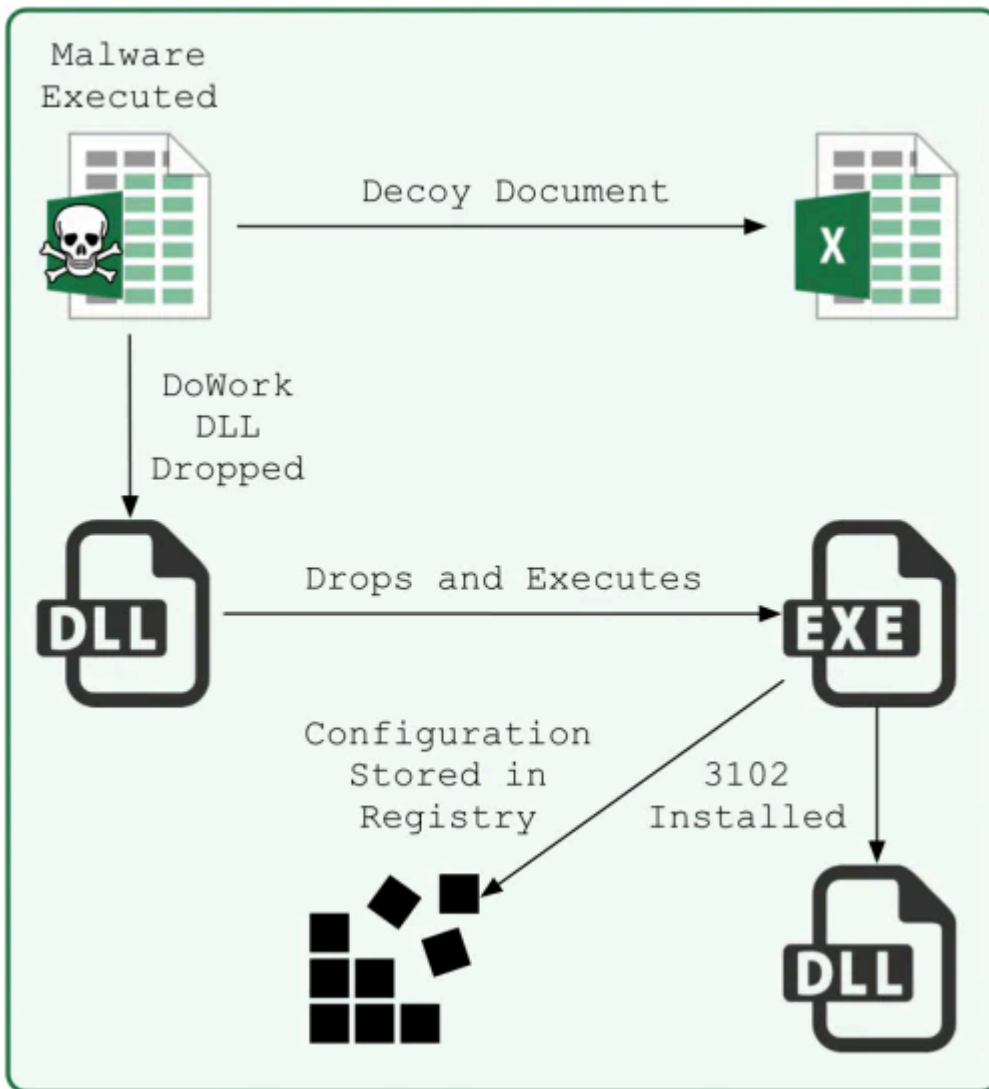 Malware
Executed
Decoy Document
X
DoWork
DLL
Dropped
DLL
Drops and Executes
EXE
Configuration
Stored in
Registry
3102
Installed
DLL